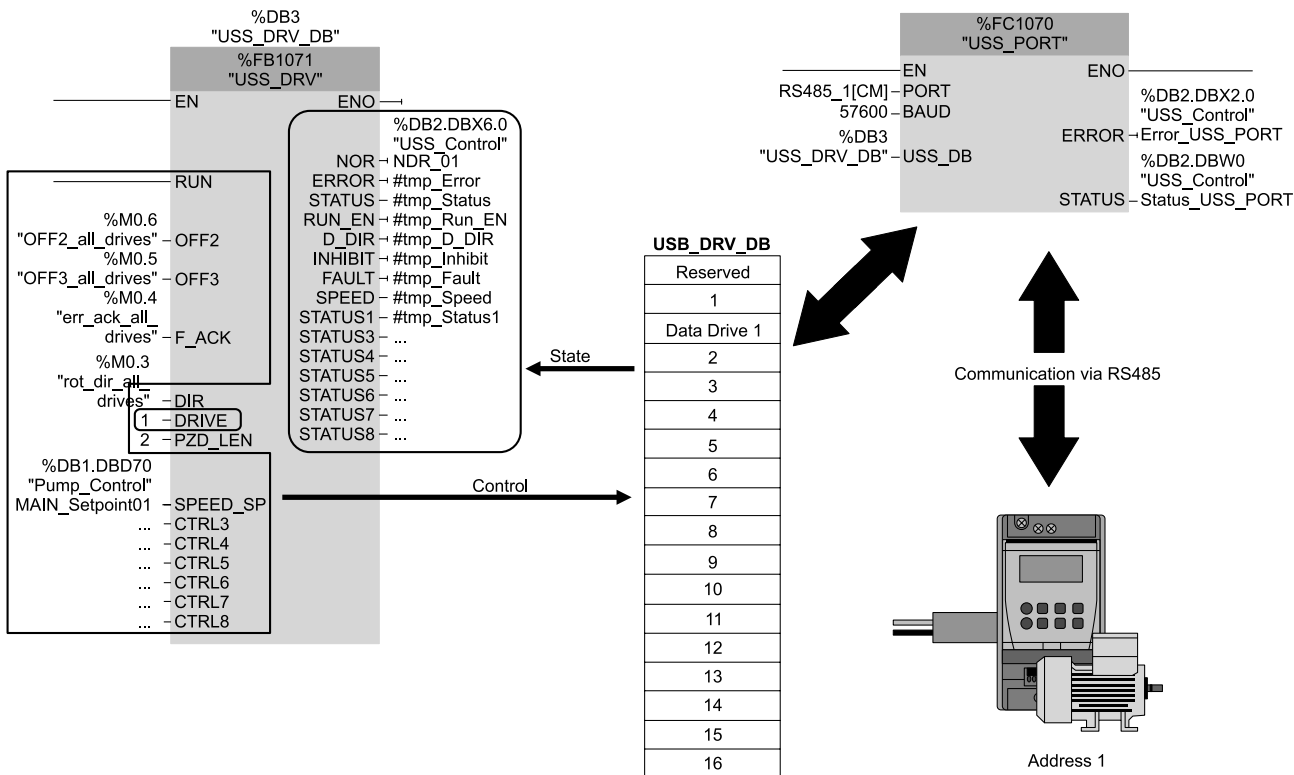 %DB3
"USS_DRV_DB"
%FB1071
"USS_DRV"
EN
ENO
RUN
%M0.6
"OFF2_all_drives"
OFF2
%M0.5
"OFF3_all_drives"
OFF3
%M0.4
"err_ack_all_
drives"
F_ACK
%M0.3
"rot_dir_all_
drives"
DIR
1
DRIVE
2
PZD_LEN
%DB1.DBD70
"Pump_Control"
MAIN_Setpoint01
SPEED_SP
... CTRL3
... CTRL4
... CTRL5
... CTRL6
... CTRL7
... CTRL8
%DB2.DBX6.0
"USS_Control"
NOR NDR_01
ERROR #tmp_Error
STATUS #tmp_Status
RUN_EN #tmp_Run_EN
D_DIR #tmp_D_DIR
INHIBIT #tmp_Inhibit
FAULT #tmp_Fault
SPEED #tmp_Speed
STATUS1 #tmp_Status1
STATUS3 ...
STATUS4 ...
STATUS5 ...
STATUS6 ...
STATUS7 ...
STATUS8 ...
State
Control
USB_DRV_DB
Reserved
1
Data Drive 1
2
3
4
5
6
7
8
9
10
11
12
13
14
15
16
%FC1070
"USS_PORT"
EN
ENO
RS485_1[CM] PORT
57600 BAUD
%DB3
"USS_DRV_DB" USS_DB
%DB2.DBX2.0
"USS_Control"
ERROR Error_USS_PORT
%DB2.DBW0
"USS_Control"
STATUS Status_USS_PORT
Communication via RS485
Address 1